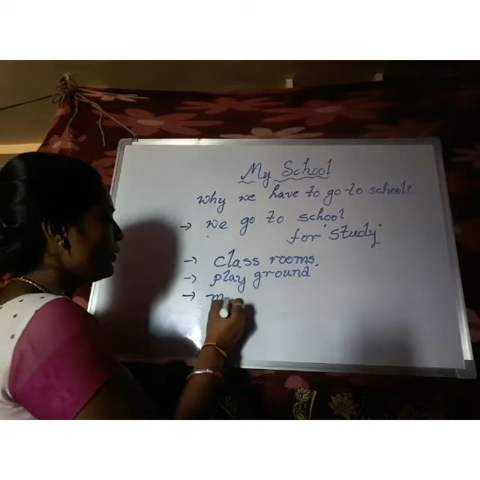 My School
why we have to go-to school?
→ we go to school
for "study"
→ class rooms.
→ play ground
→ m